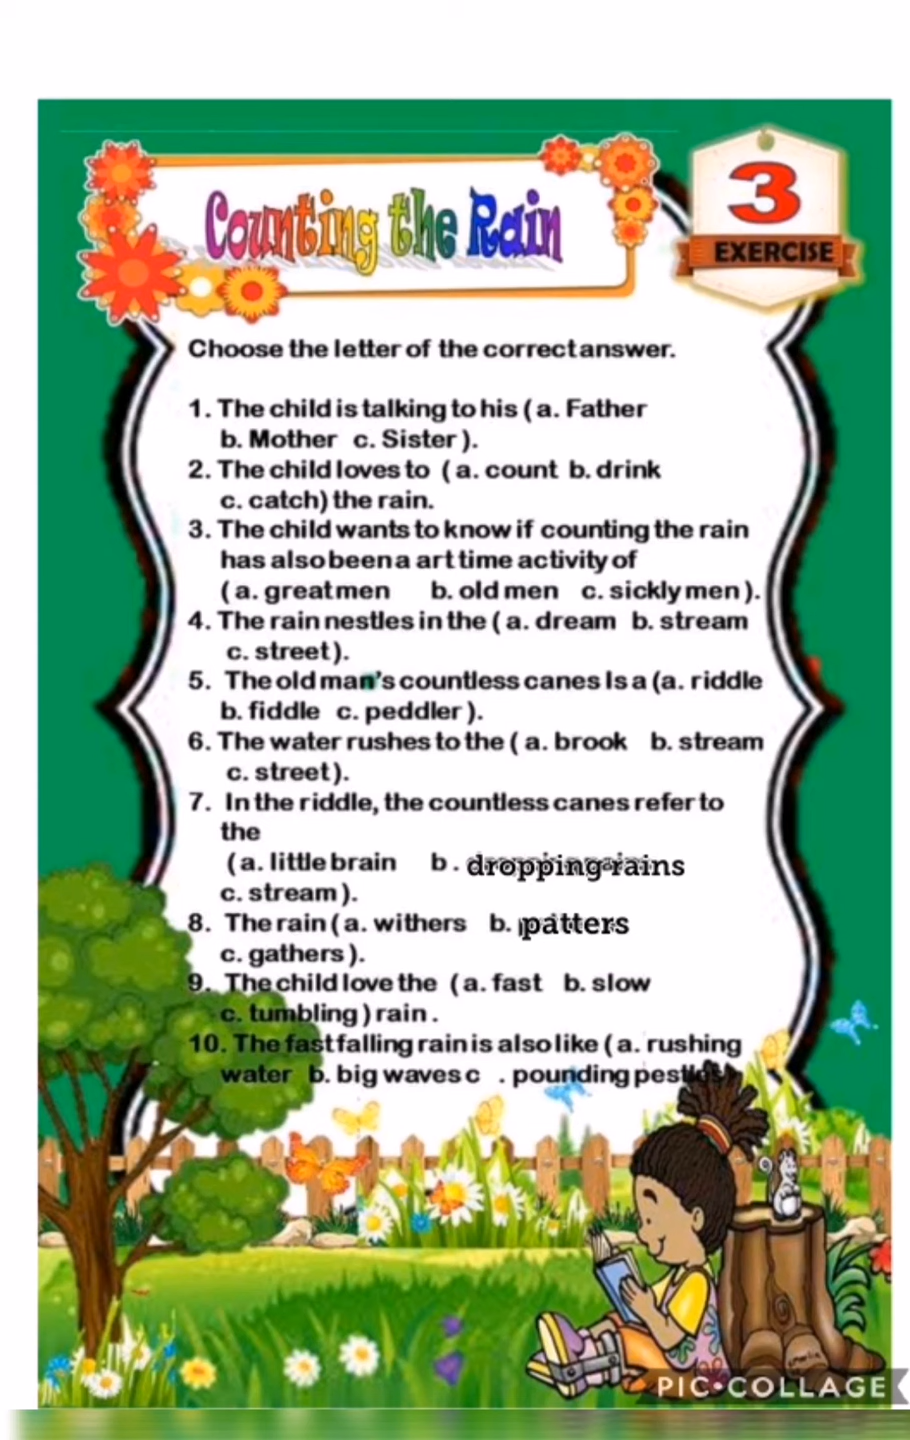 Counting the Rain
3
EXERCISE
Choose the letter of the correct answer.
1. The child is talking to his ( a. Father
b. Mother c. Sister ).
2. The child loves to ( a. count b. drink
c. catch) the rain.
3. The child wants to know if counting the rain
has also been a art time activity of
( a. great men b. old men c. sickly men ).
4. The rain nestles in the ( a. dream b. stream
c. street ).
5. The old man's countless canes Is a (a. riddle
b. fiddle c. peddler ).
6. The water rushes to the ( a. brook b. stream
c. street ).
7. In the riddle, the countless canes refer to
the
( a. little brain b . dropping rains
c. stream ).
8. The rain ( a. withers b. patters
c. gathers ).
9. The child love the ( a. fast b. slow
c. tumbling ) rain .
10. The fast falling rain is also like ( a. rushing
water b. big waves c . pounding pestles
PIC•COLLAGE